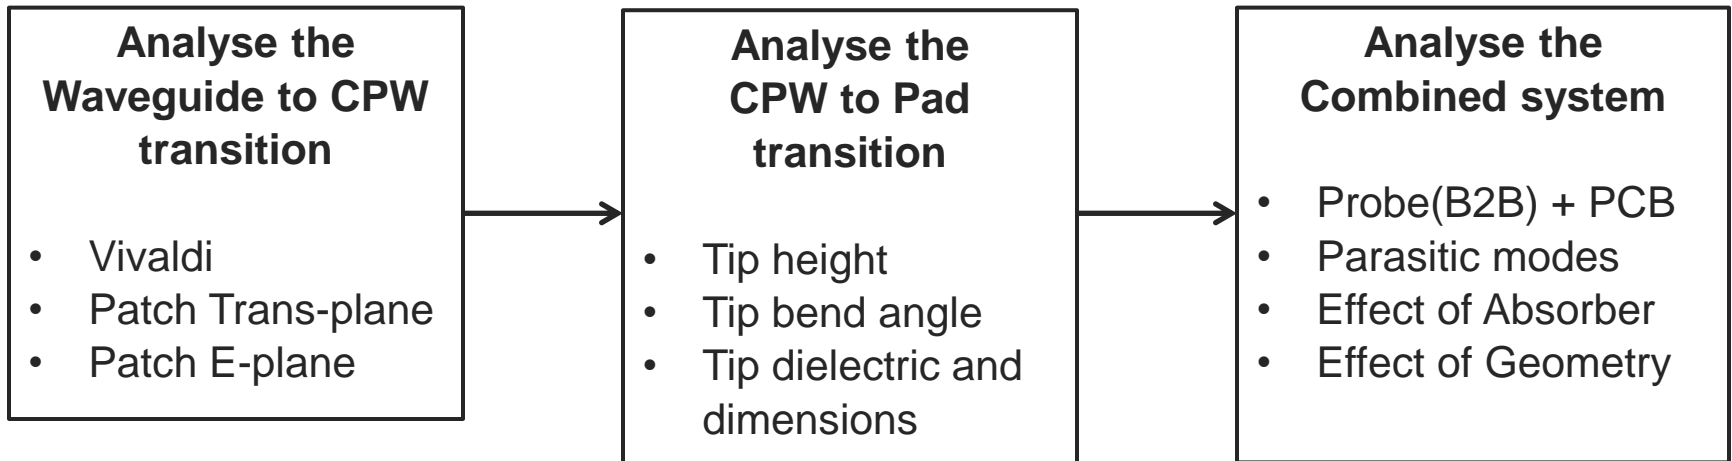 Analyse the
Waveguide to CPW
transition
• Vivaldi
• Patch Trans-plane
• Patch E-plane
Analyse the
CPW to Pad
transition
• Tip height
• Tip bend angle
• Tip dielectric and
dimensions
Analyse the
Combined system
• Probe(B2B) + PCB
• Parasitic modes
• Effect of Absorber
• Effect of Geometry